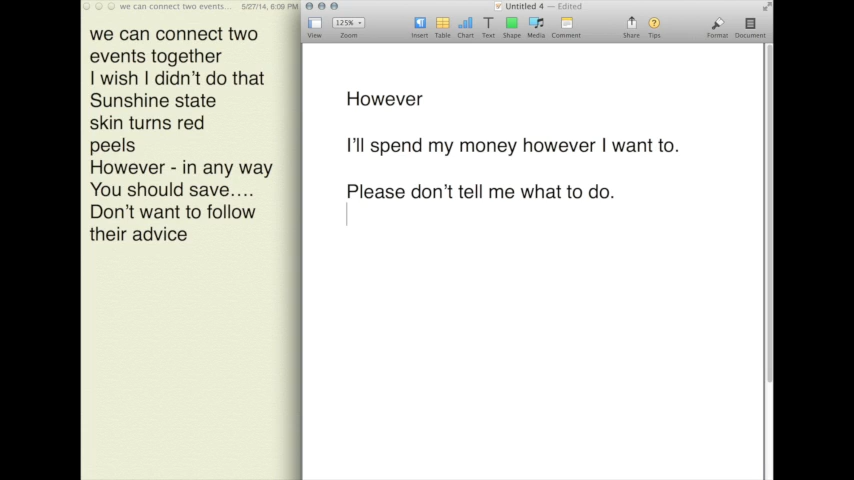 we can connect two events...
5/27/14, 6:09 PM
we can connect two
events together
I wish I didn't do that
Sunshine state
skin turns red
peels
However - in any way
You should save….
Don't want to follow
their advice
Untitled 4 — Edited
125%
View
Zoom
Insert
Table
Chart
Text
Shape
Media
Comment
Share
Tips
Format
Document
However
I'll spend my money however I want to.
Please don't tell me what to do.